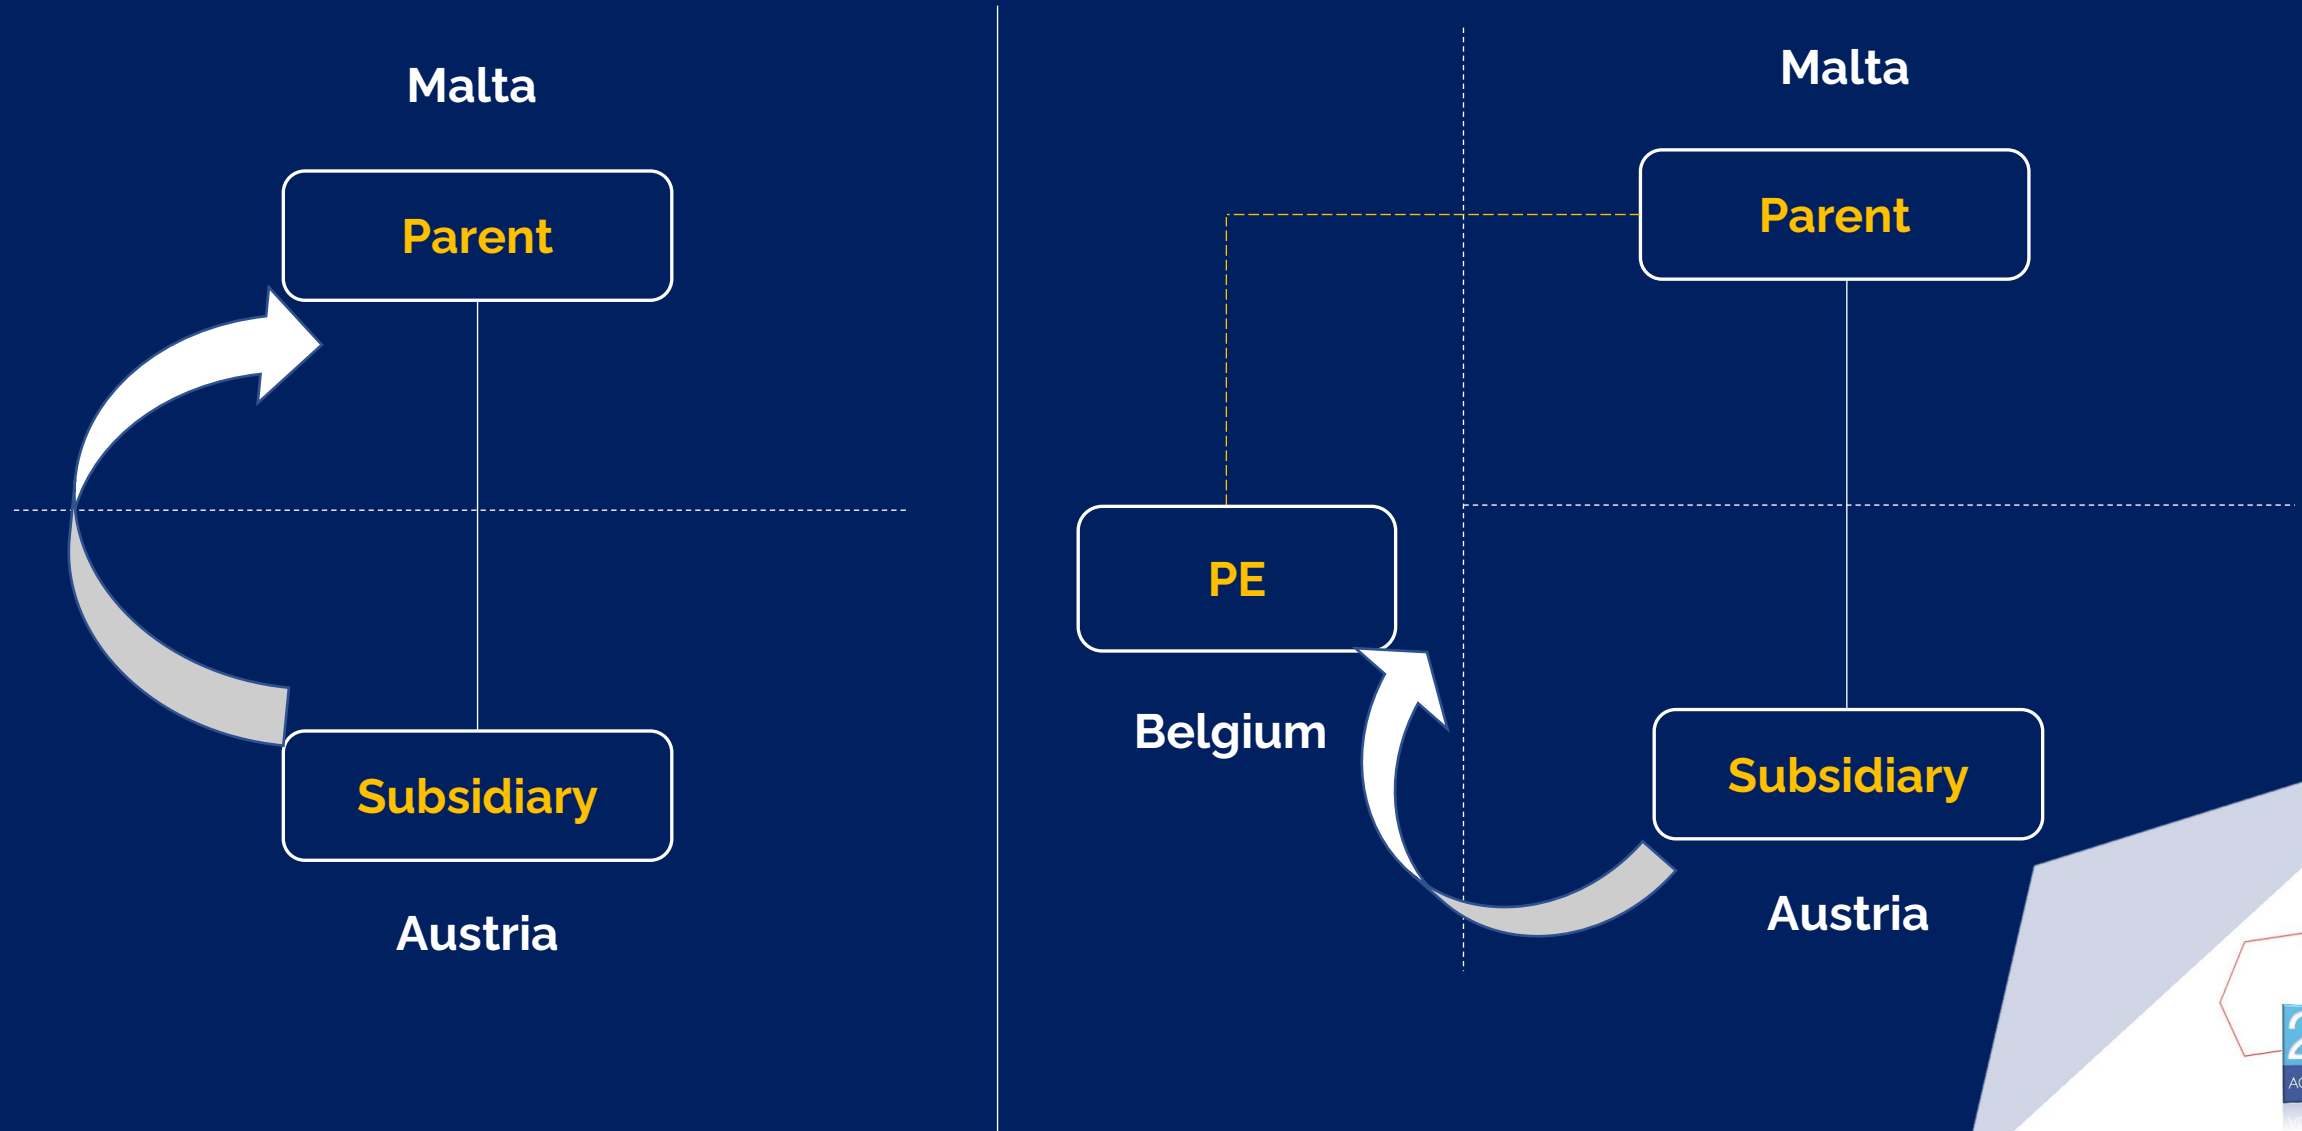 Malta
Parent
Subsidiary
Austria
Malta
Parent
PE
Belgium
Subsidiary
Austria